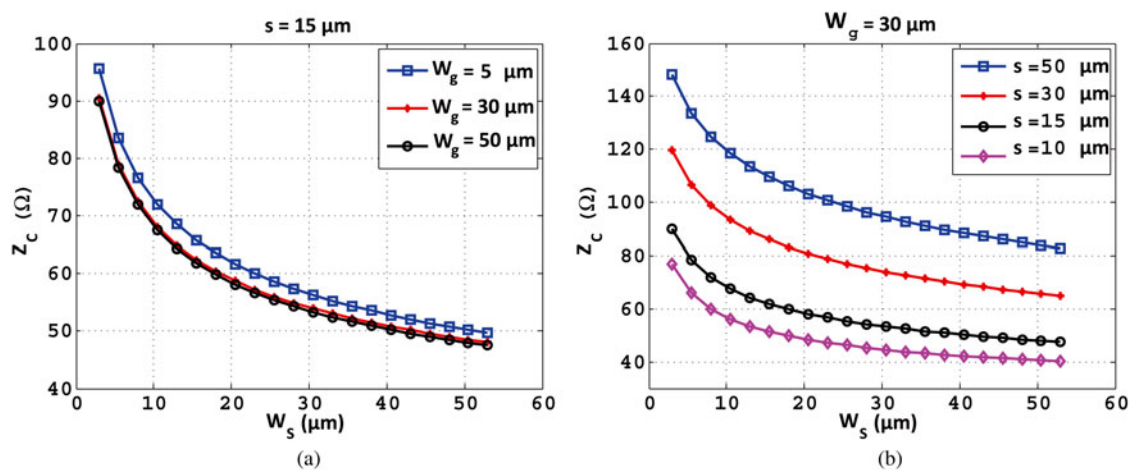 s = 15 µm
100
90
80
70
60
50
40
0
10
20
30
40
50
60
Z_C (Ω)
W_S (µm)
W_g = 5 µm
W_g = 30 µm
W_g = 50 µm
(a)
W_g = 30 µm
160
140
120
100
80
60
40
0
10
20
30
40
50
60
Z_C (Ω)
W_S (µm)
s = 50 µm
s = 30 µm
s = 15 µm
s = 10 µm
(b)